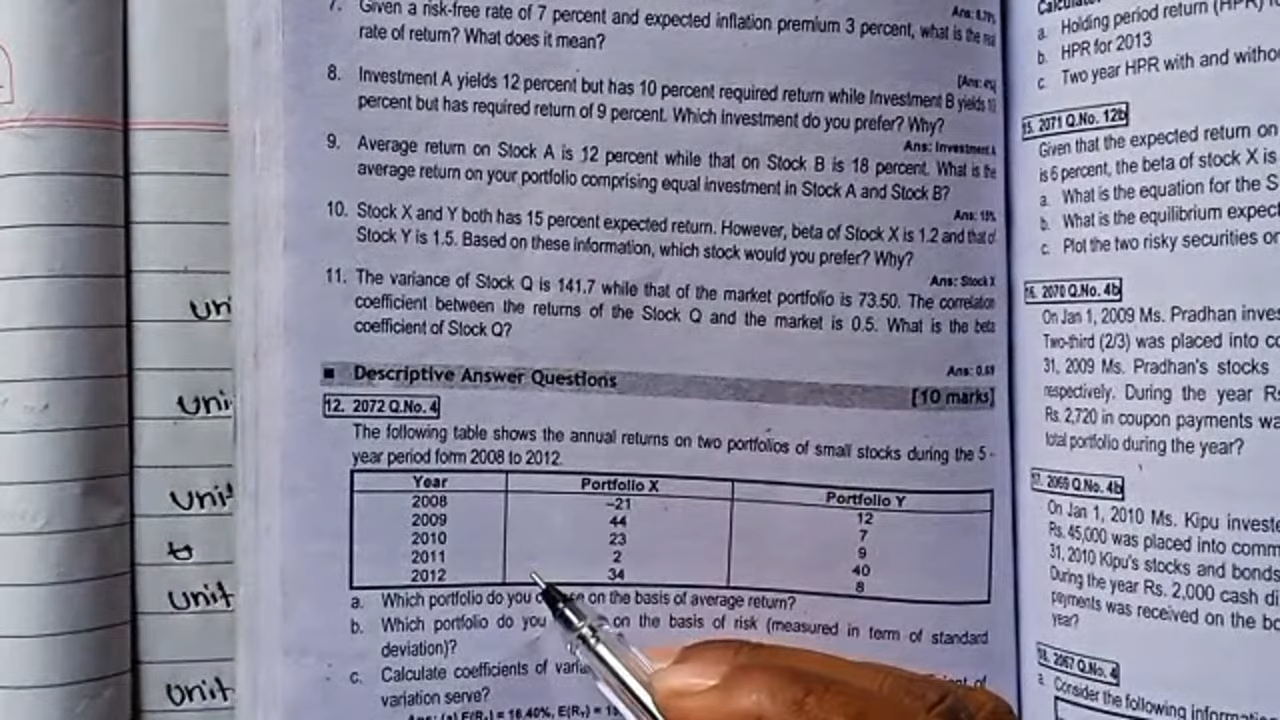 7. Given a risk-free rate of 7 percent and expected inflation premium 3 percent, what is the real
rate of return? What does it mean?
8. Investment A yields 12 percent but has 10 percent required return while Investment B yields
percent but has required return of 9 percent. Which investment do you prefer? Why?
Ans: Investment A
9. Average return on Stock A is 12 percent while that on Stock B is 18 percent. What is the
average return on your portfolio comprising equal investment in Stock A and Stock B?
Ans: 15%
10. Stock X and Y both has 15 percent expected return. However, beta of Stock X is 1.2 and that of
Stock Y is 1.5. Based on these information, which stock would you prefer? Why?
Ans: Stock X
11. The variance of Stock Q is 141.7 while that of the market portfolio is 73.50. The correlation
coefficient between the returns of the Stock Q and the market is 0.5. What is the beta
coefficient of Stock Q?
Ans: 0.69
■ Descriptive Answer Questions [10 marks]
12. 2072 Q.No. 4
The following table shows the annual returns on two portfolios of small stocks during the 5 -
year period form 2008 to 2012.
Year Portfolio X Portfolio Y
2008 –21 12
2009 44 7
2010 23 9
2011 2 40
2012 34 8
a. Which portfolio do you on the basis of average return?
b. Which portfolio do you on the basis of risk (measured in term of standard
deviation)?
c. Calculate coefficients of
variation serve?
= 16.40%,
a. Holding period return (HPR)
b. HPR for 2013
c. Two year HPR with and
15. 2071 Q.No. 12b
Given that the expected return on
is 6 percent, the beta of stock X is
a. What is the equation for the S
b. What is the equilibrium
c. Plot the two risky securities
16. 2070 Q.No. 4b
On Jan 1, 2009 Ms. Pradhan
Two-third (2/3) was placed into
31, 2009 Ms. Pradhan's stocks
respectively. During the year
Rs. 2,720 in coupon payments
total portfolio during the year?
17. 2069 Q.No. 4b
On Jan 1, 2010 Ms. Kipu
Rs. 45,000 was placed into
31, 2010 Kipu's stocks and bonds
During the year Rs. 2,000 cash
payments was received on the
year?
18. 2067 Q.No. 4
a. Consider the following